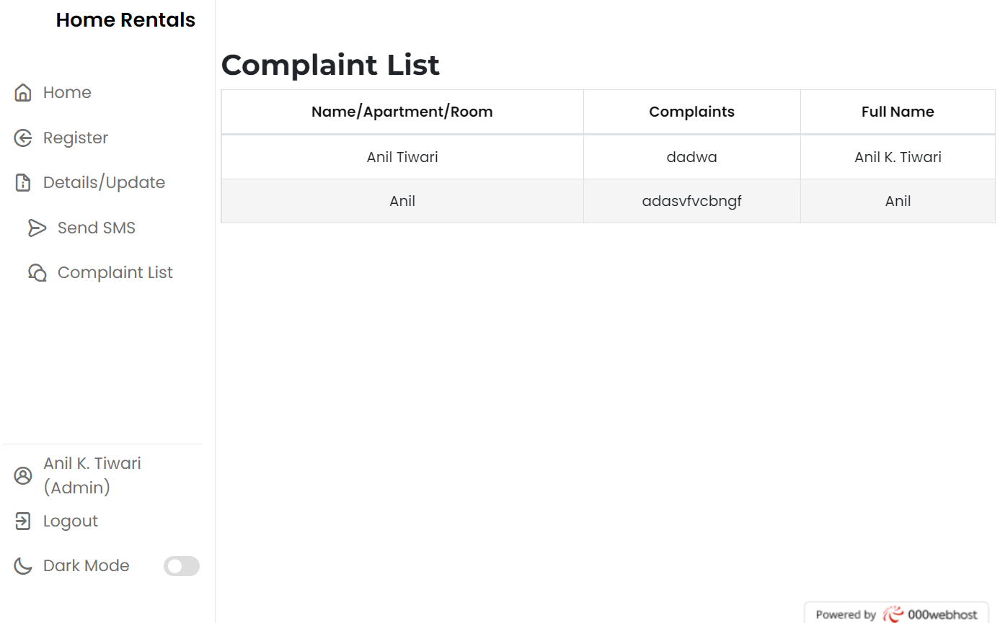 Home Rentals
Home
Register
Details/Update
Send SMS
Complaint List
Anil K. Tiwari
(Admin)
Logout
Dark Mode
Complaint List
Name/Apartment/Room Complaints Full Name
Anil Tiwari dadwa Anil K. Tiwari
Anil adasvfvcbngf Anil
Powered by 000webhost